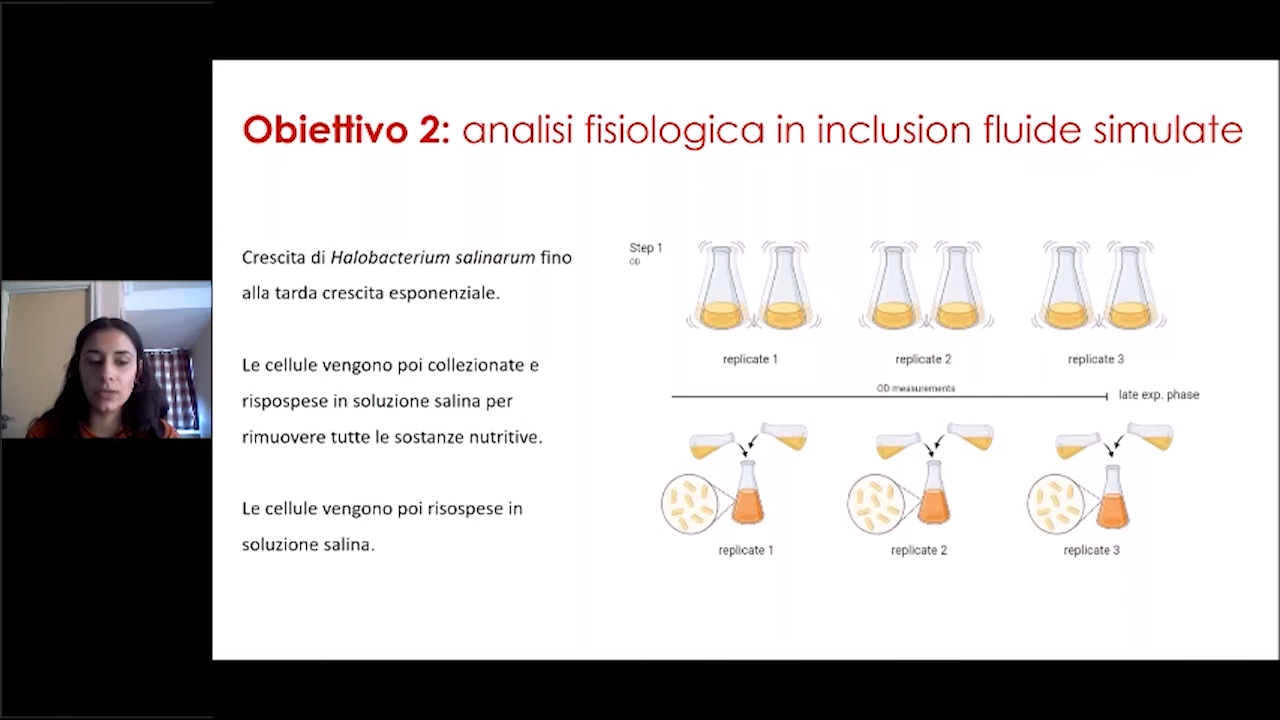 Obiettivo 2: analisi fisiologica in inclusion fluide simulate
Crescita di Halobacterium salinarum fino
alla tarda crescita esponenziale.
Le cellule vengono poi collezionate e
rispospese in soluzione salina per
rimuovere tutte le sostanze nutritive.
Le cellule vengono poi risospese in
soluzione salina.
Step 1
OD
replicate 1
replicate 2
replicate 3
OD measurements
late exp. phase
replicate 1
replicate 2
replicate 3